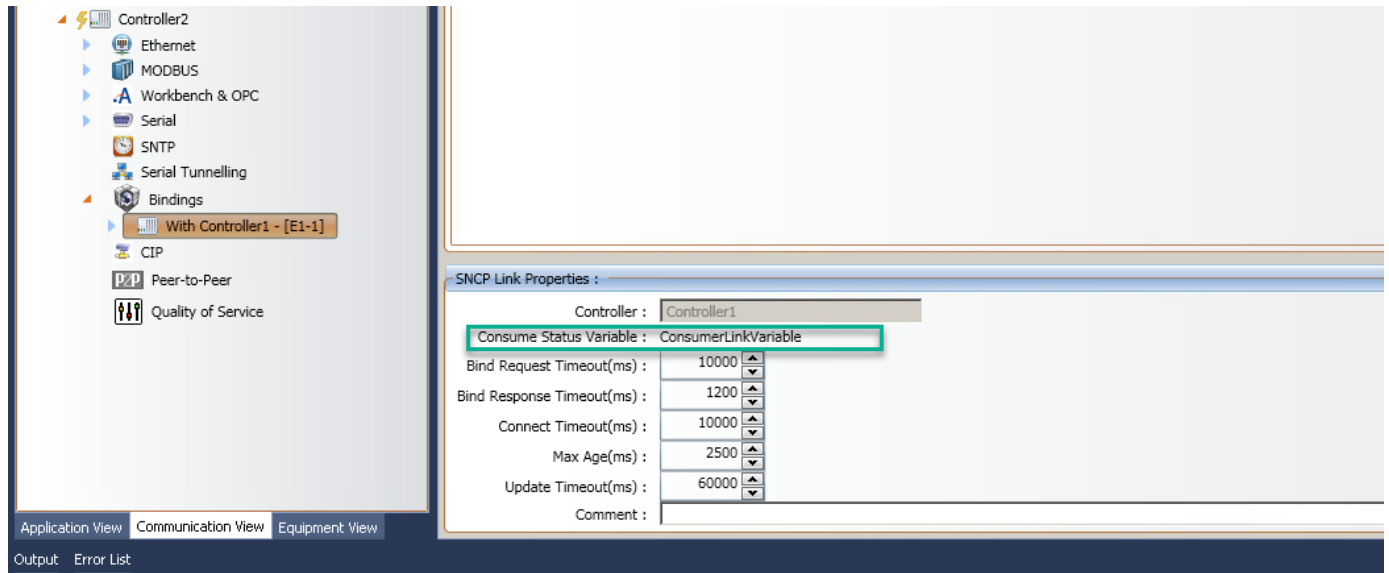 Controller2
Ethernet
MODBUS
Workbench & OPC
Serial
SNTP
Serial Tunnelling
Bindings
With Controller1 - [E1-1]
CIP
P2P Peer-to-Peer
Quality of Service
SNCP Link Properties :
Controller : Controller1
Consume Status Variable : ConsumerLinkVariable
Bind Request Timeout(ms) : 10000
Bind Response Timeout(ms) : 1200
Connect Timeout(ms) : 10000
Max Age(ms) : 2500
Update Timeout(ms) : 60000
Comment :
Application View Communication View Equipment View
Output Error List